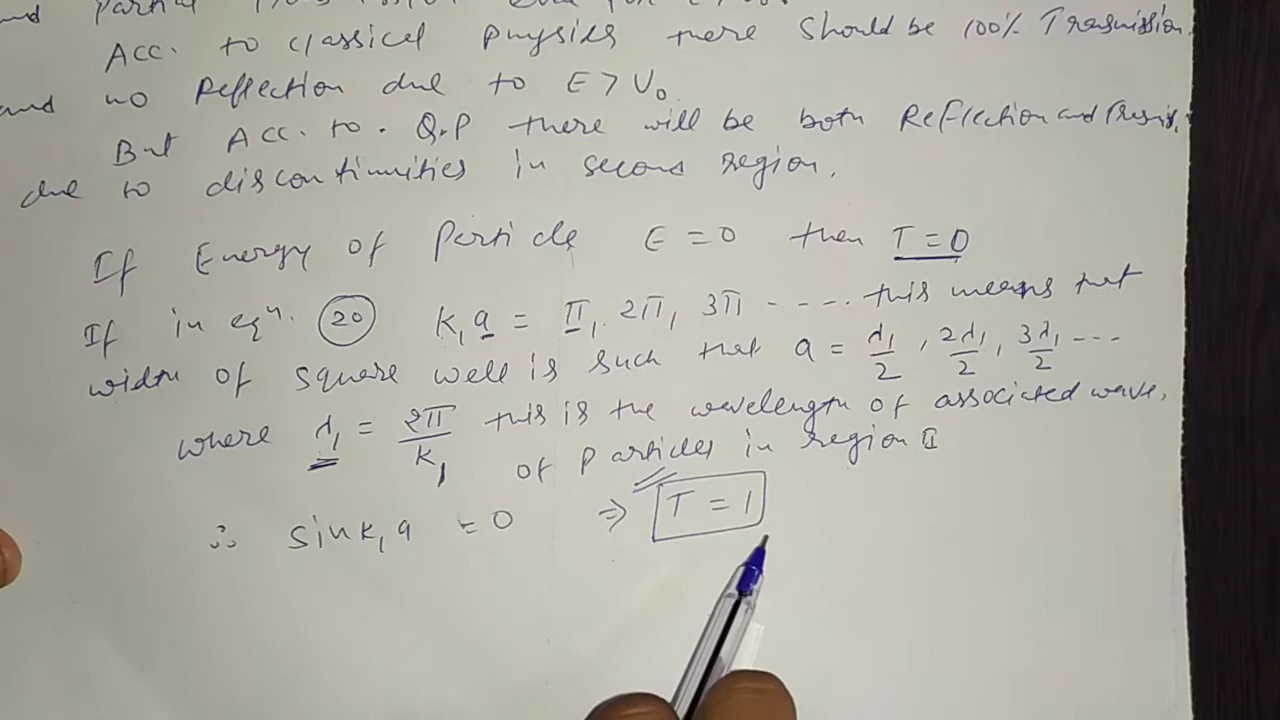 and Partial
Acc. to classical physics there should be 100% Transmission.
and no Reflection due to E > U₀
But Acc. to. Q.P there will be both Reflection and
due to discontinuities in second region.
If Energy of Particle E = 0 then T = 0
If in eqⁿ. (20) K₁a = π, 2π, 3π ---- this means that
width of square well is such that a = λ₁/2, 2λ₁/2, 3λ₁/2 ---
where λ₁ = 2π/K₁ this is the wavelength of associated wave,
of particles in region II
∴ sin K₁a = 0 ⇒ T = 1